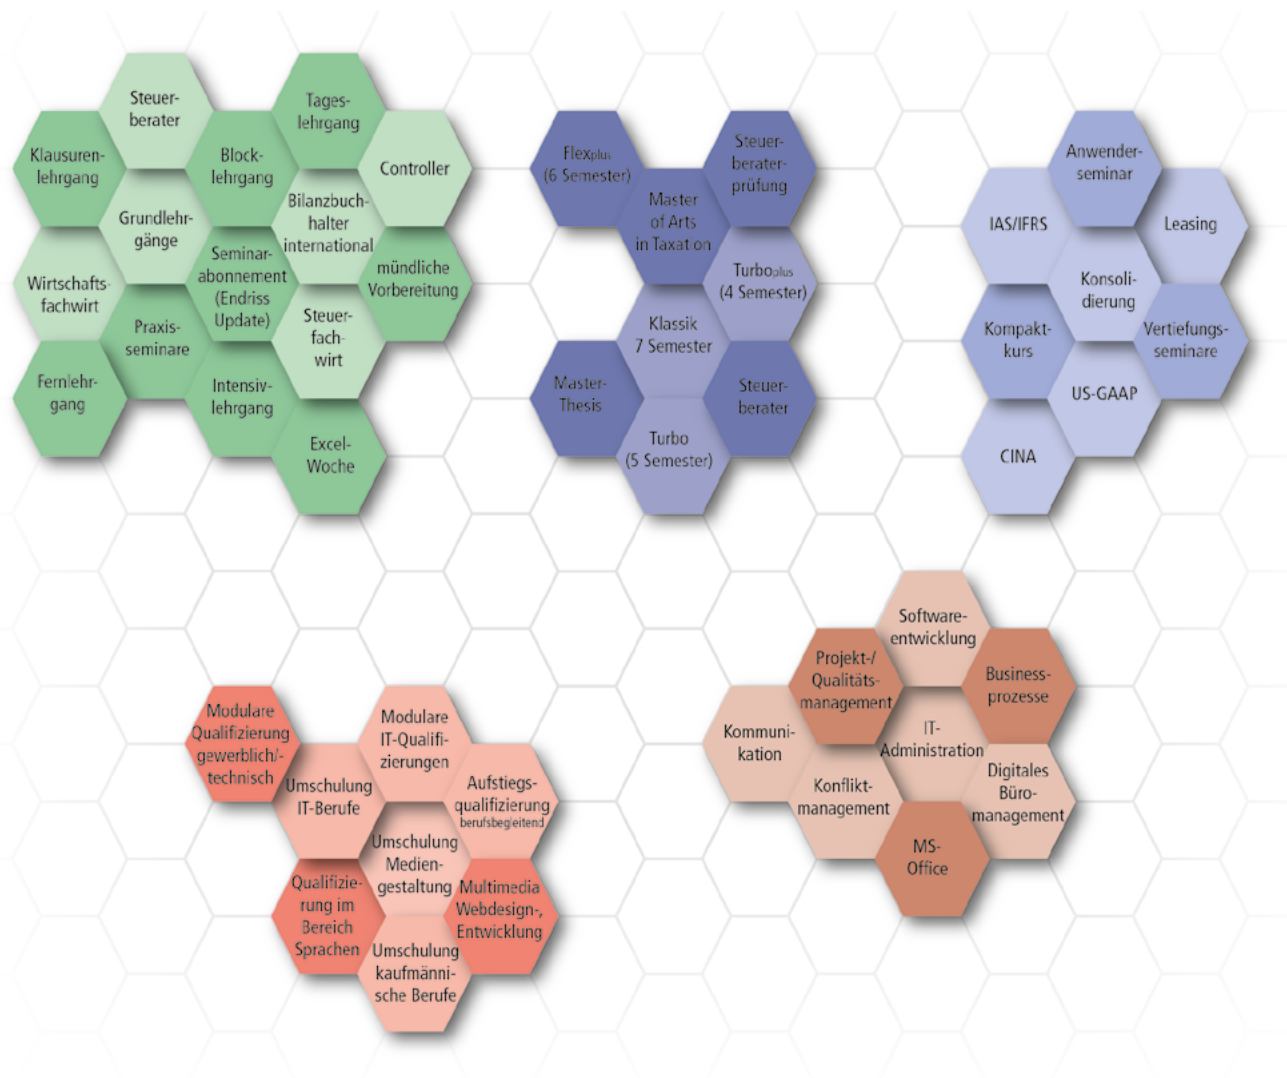 Steuer-
berater
Tages-
lehrgang
Klausuren-
lehrgang
Block-
lehrgang
Controller
Grundlehr-
gänge
Bilanzbuch-
halter
international
Wirtschafts-
fachwirt
Seminar-
abonnement
(Endriss
Update)
mündliche
Vorbereitung
Praxis-
seminare
Steuer-
fach-
wirt
Fernlehr-
gang
Intensiv-
lehrgang
Excel-
Woche
Flexplus
(6 Semester)
Steuer-
berater-
prüfung
Master
of Arts
in Taxation
Turboplus
(4 Semester)
Klassik
7 Semester
Master-
Thesis
Steuer-
berater
Turbo
(5 Semester)
Anwender-
seminar
IAS/IFRS
Leasing
Konsoli-
dierung
Kompakt-
kurs
Vertiefungs-
seminare
US-GAAP
CINA
Modulare
Qualifizierung
gewerblich/-
technisch
Modulare
IT-Qualifi-
zierungen
Umschulung
IT-Berufe
Aufstiegs-
qualifizierung
berufsbegleitend
Umschulung
Medien-
gestaltung
Qualifizie-
rung im
Bereich
Sprachen
Multimedia
Webdesign-,
Entwicklung
Umschulung
kaufmänni-
sche Berufe
Software-
entwicklung
Projekt-/
Qualitäts-
management
Business-
prozesse
Kommuni-
kation
IT-
Administration
Konflikt-
management
Digitales
Büro-
management
MS-
Office